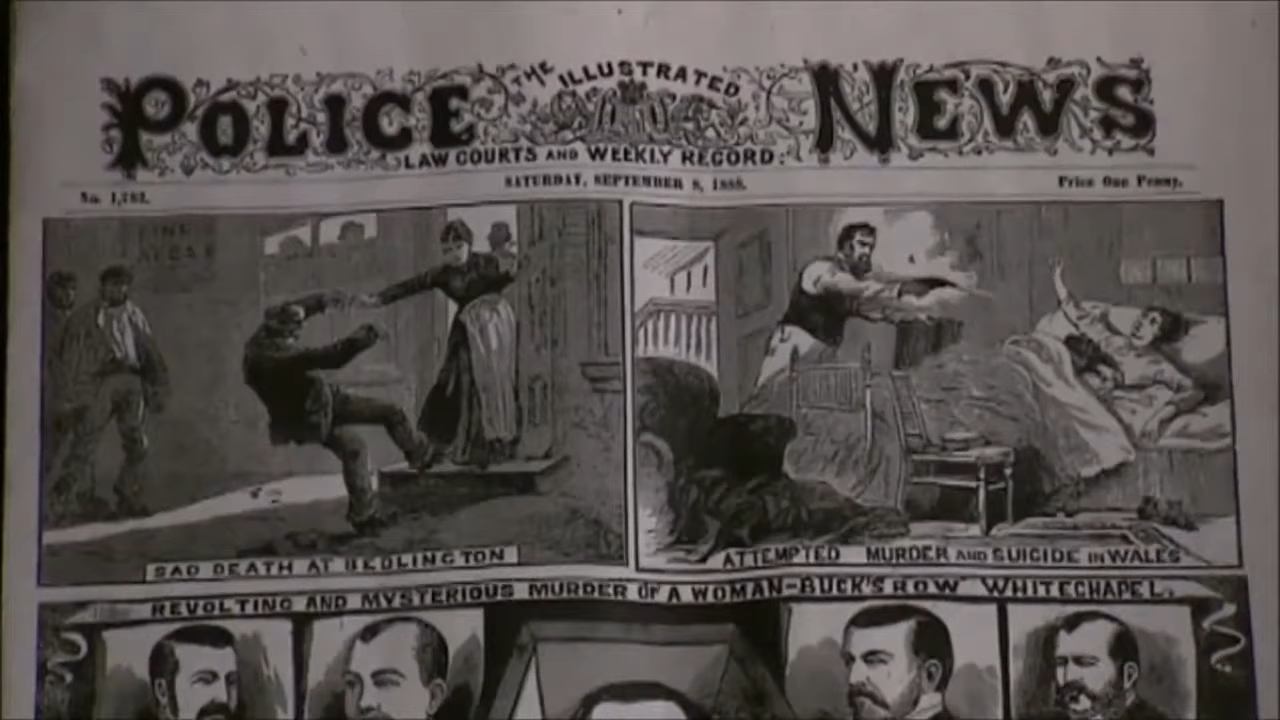 THE ILLUSTRATED
POLICE NEWS
LAW COURTS AND WEEKLY RECORD:
SATURDAY, SEPTEMBER 8, 1888.
Price One Penny.
No.
SAD DEATH AT BEDLINGTON
ATTEMPTED MURDER AND SUICIDE IN WALES
REVOLTING AND MYSTERIOUS MURDER OF A WOMAN-BUCK'S ROW WHITECHAPEL.